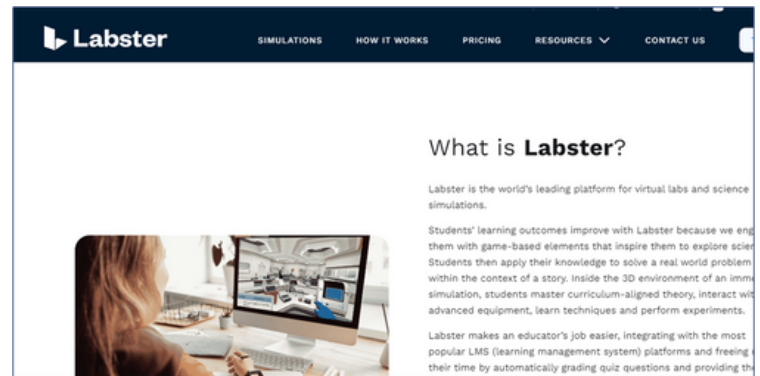 Labster
SIMULATIONS HOW IT WORKS PRICING RESOURCES CONTACT US
What is Labster?
Labster is the world's leading platform for virtual labs and science
simulations.
Students' learning outcomes improve with Labster because we
them with game-based elements that inspire them to explore
Students then apply their knowledge to solve a real world problem
within the context of a story. Inside the 3D environment of an
simulation, students master curriculum-aligned theory, interact
advanced equipment, learn techniques and perform experiments.
Labster makes an educator's job easier, integrating with the most
popular LMS (learning management system) platforms and freeing
their time by automatically grading quiz questions and providing